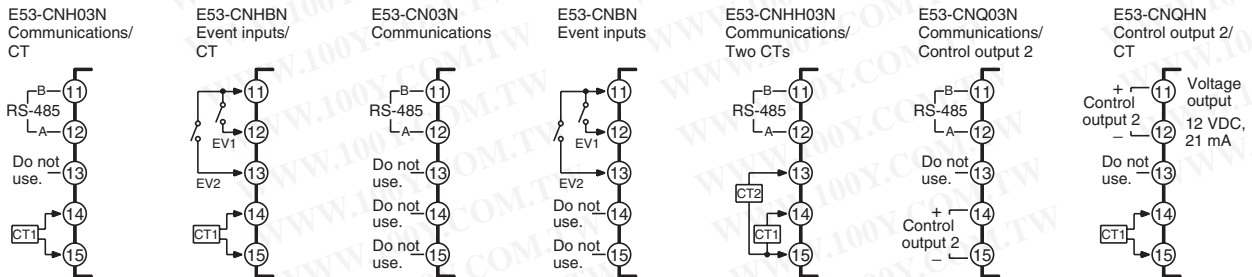 E53-CNH03N
Communications/
CT
B
11
RS-485
A
12
Do not
use.
13
14
CT1
15
E53-CNHBN
Event inputs/
CT
11
12
EV1
13
EV2
14
CT1
15
E53-CN03N
Communications
B
11
RS-485
A
12
Do not
use.
13
Do not
use.
14
Do not
use.
15
E53-CNBN
Event inputs
11
12
EV1
13
EV2
Do not
use.
14
Do not
use.
15
E53-CNHH03N
Communications/
Two CTs
B
11
RS-485
A
12
13
CT2
14
CT1
15
E53-CNQ03N
Communications/
Control output 2
B
11
RS-485
A
12
Do not
use.
13
+
14
Control
output 2
−
15
E53-CNQHN
Control output 2/
CT
+
11
Control
output 2
−
12
Voltage
output
12 VDC,
21 mA
Do not
use.
13
14
CT1
15
WWW.100Y.COM.TW